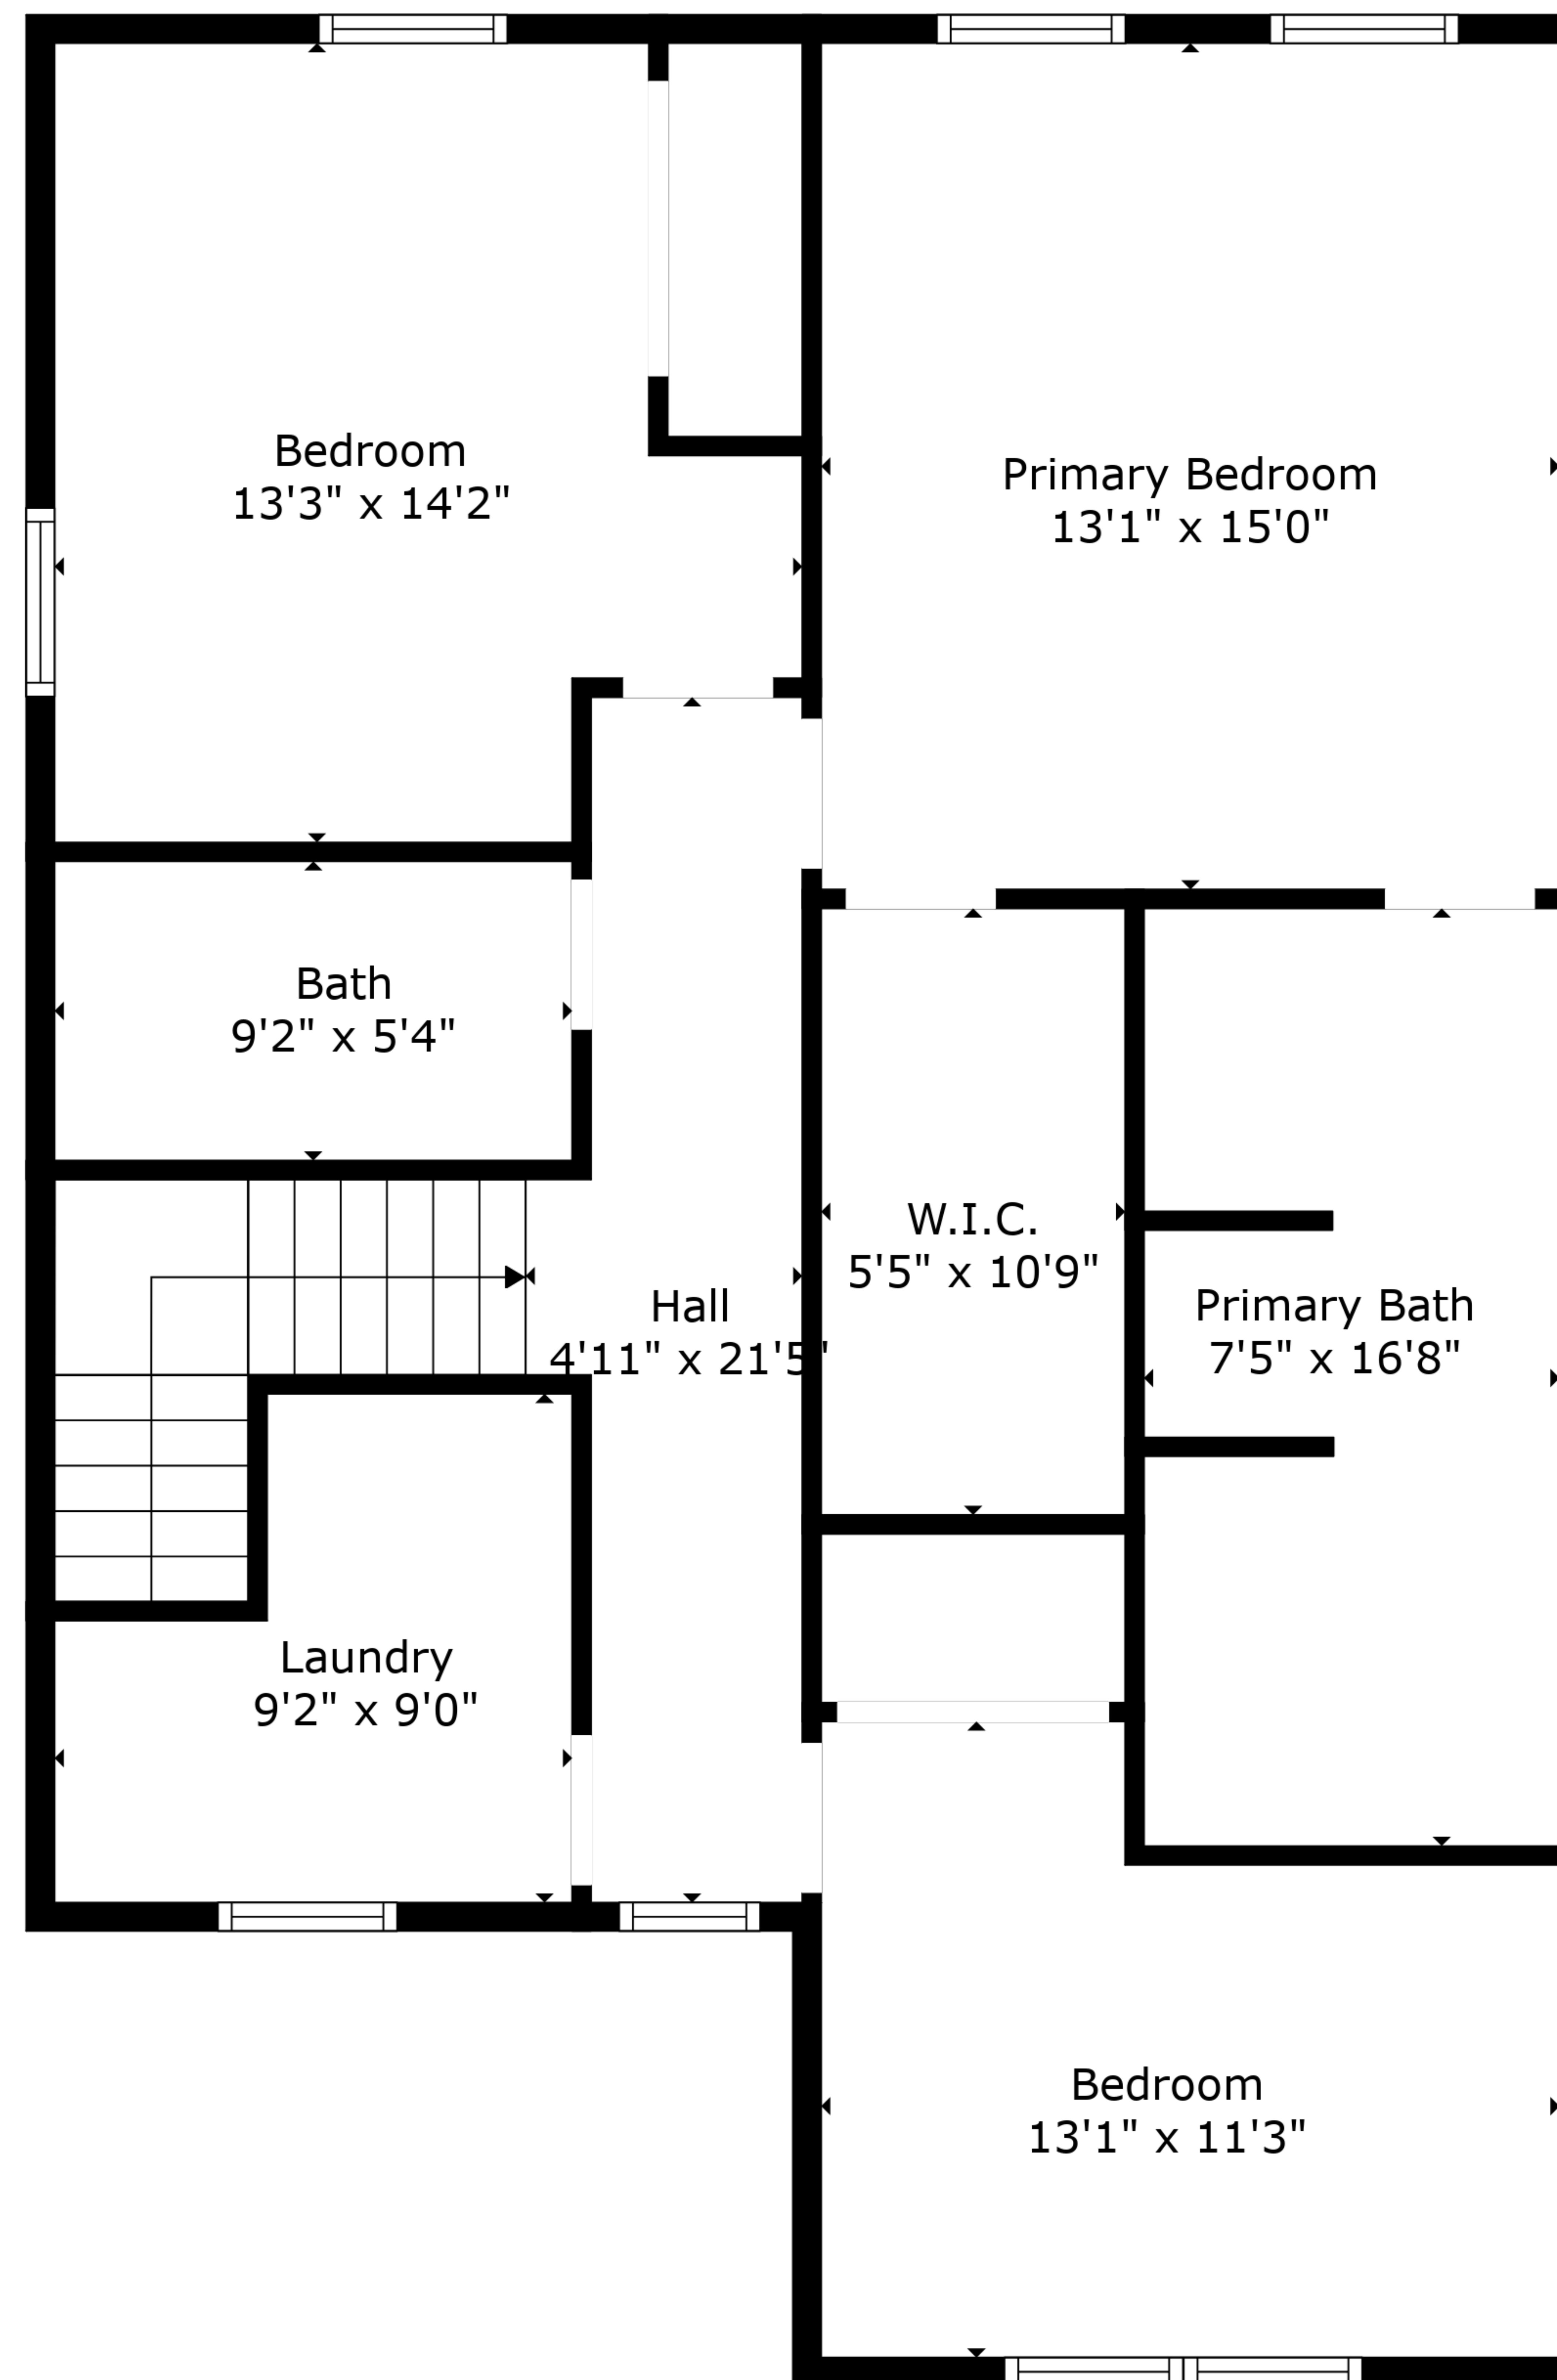 Bedroom
13'3" x 14'2"
Primary Bedroom
13'1" x 15'0"
Bath
9'2" x 5'4"
W.I.C.
5'5" x 10'9"
Hall
4'11" x 21'5"
Primary Bath
7'5" x 16'8"
Laundry
9'2" x 9'0"
Bedroom
13'1" x 11'3"